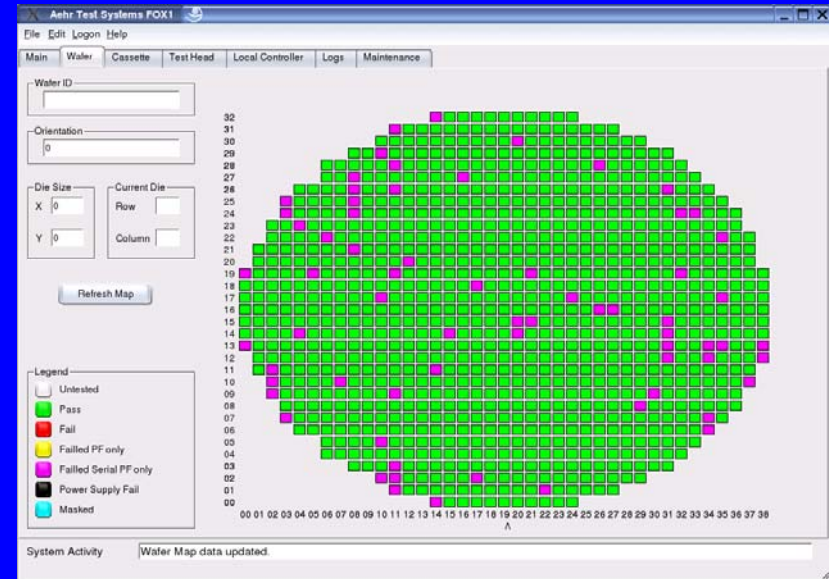 Aehr Test Systems FOX1
File Edit Logon Help
Main Wafer Cassette Test Head Local Controller Logs Maintenance
Wafer ID
Orientation
0
Die Size
X 0
Y 0
Current Die
Row
Column
Refresh Map
Legend
Untested
Pass
Fail
Failled PF only
Failled Serial PF only
Power Supply Fail
Masked
32
31
30
29
28
27
26
25
24
23
22
21
20
19
18
17
16
15
14
13
12
11
10
09
08
07
06
05
04
03
02
01
00
00 01 02 03 04 05 06 07 08 09 10 11 12 13 14 15 16 17 18 19 20 21 22 23 24 25 26 27 28 29 30 31 32 33 34 35 36 37 38
^
System Activity Wafer Map data updated.